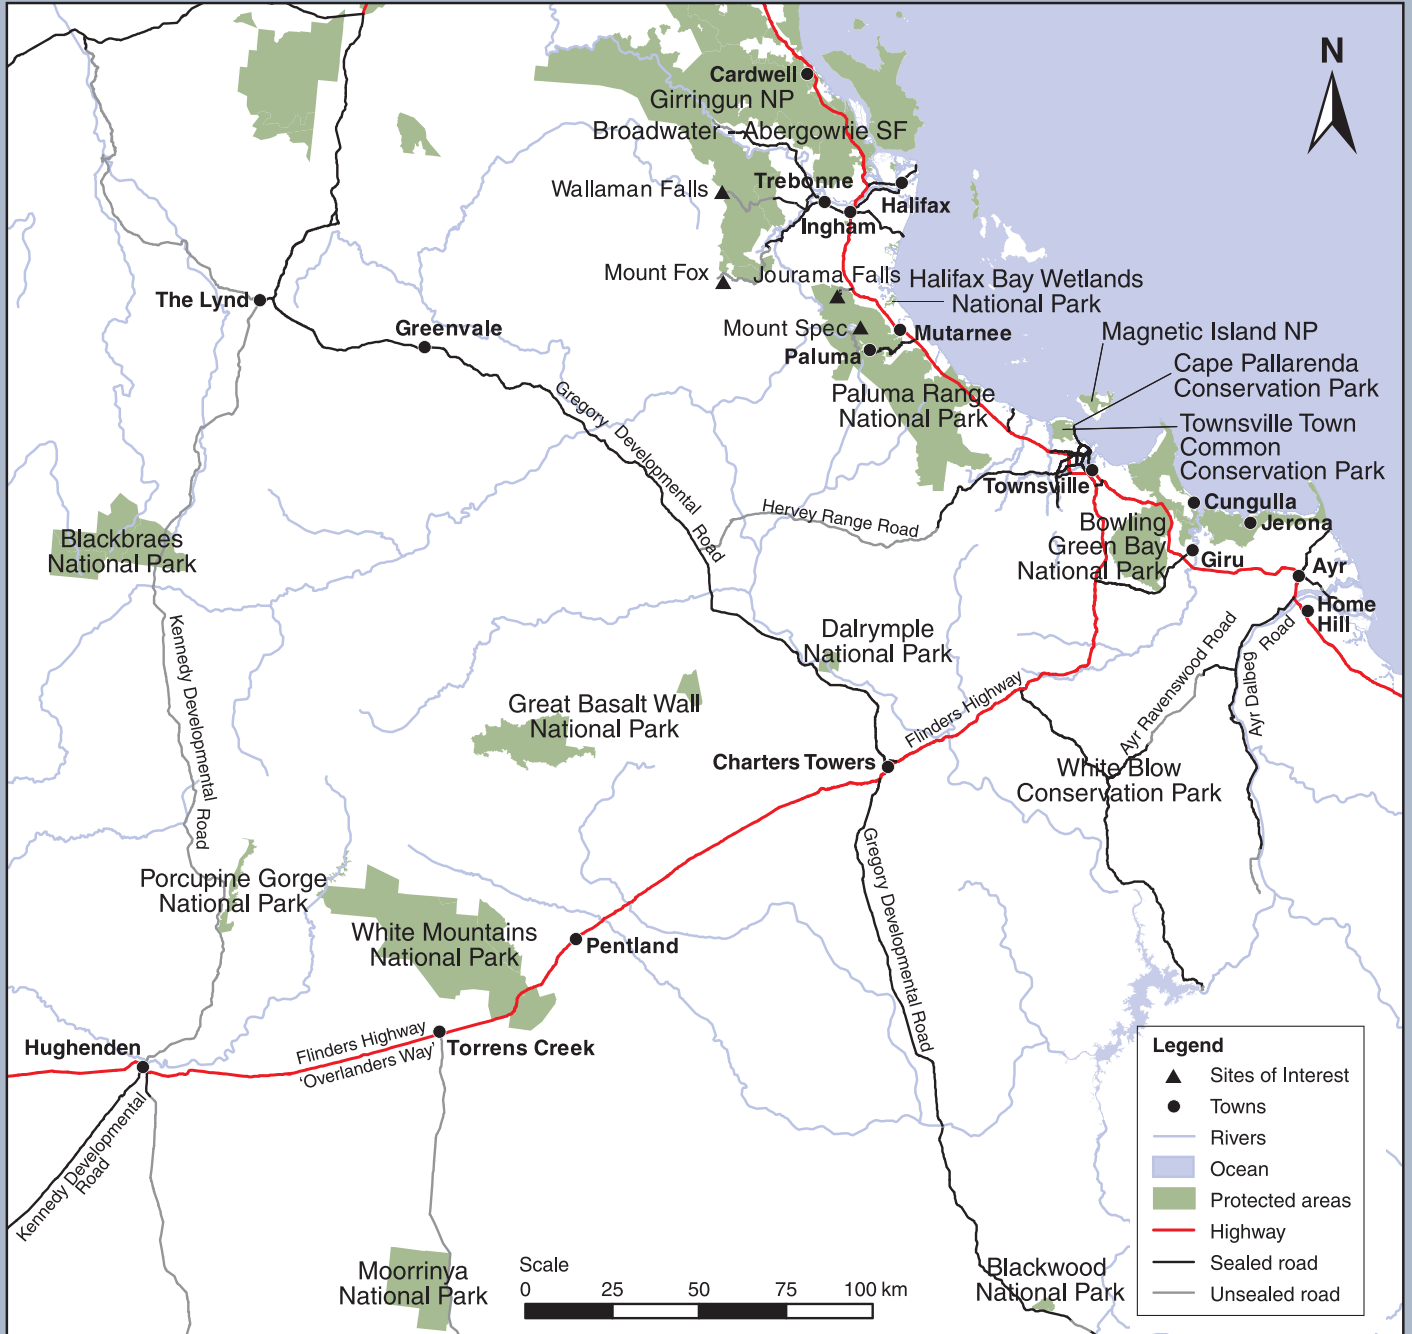 N
Cardwell
Girringun NP
Broadwater - Abergowrie SF
Wallaman Falls
Trebonne
Halifax
Ingham
Mount Fox
Jourama Falls
Halifax Bay Wetlands
National Park
The Lynd
Greenvale
Mount Spec
Mutarnee
Paluma
Magnetic Island NP
Cape Pallarenda
Conservation Park
Paluma Range
National Park
Townsville Town
Common
Conservation Park
Gregory Developmental Road
Townsville
Hervey Range Road
Cungulla
Jerona
Bowling
Green Bay
National Park
Giru
Ayr
Home
Hill
Blackbraes
National Park
Kennedy Developmental Road
Dalrymple
National Park
Ayr Ravenswood Road
Ayr Dalbeg Road
Great Basalt Wall
National Park
Flinders Highway
Charters Towers
White Blow
Conservation Park
Gregory Developmental Road
Porcupine Gorge
National Park
White Mountains
National Park
Pentland
Hughenden
Flinders Highway
'Overlanders Way'
Torrens Creek
Kennedy Developmental
Road
Moorrinya
National Park
Blackwood
National Park
Scale
0 25 50 75 100 km
Legend
Sites of Interest
Towns
Rivers
Ocean
Protected areas
Highway
Sealed road
Unsealed road